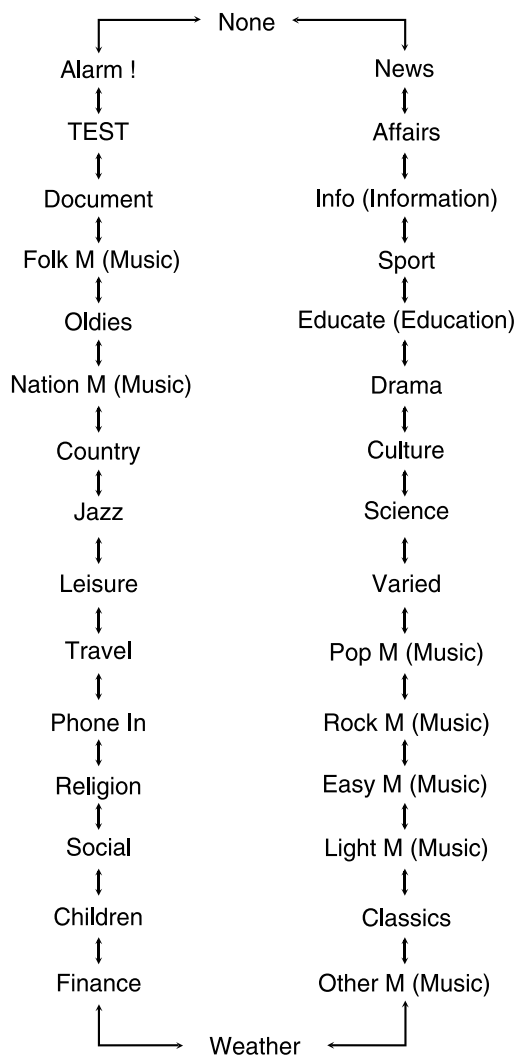 None
Alarm !
TEST
Document
Folk M (Music)
Oldies
Nation M (Music)
Country
Jazz
Leisure
Travel
Phone In
Religion
Social
Children
Finance
News
Affairs
Info (Information)
Sport
Educate (Education)
Drama
Culture
Science
Varied
Pop M (Music)
Rock M (Music)
Easy M (Music)
Light M (Music)
Classics
Other M (Music)
Weather